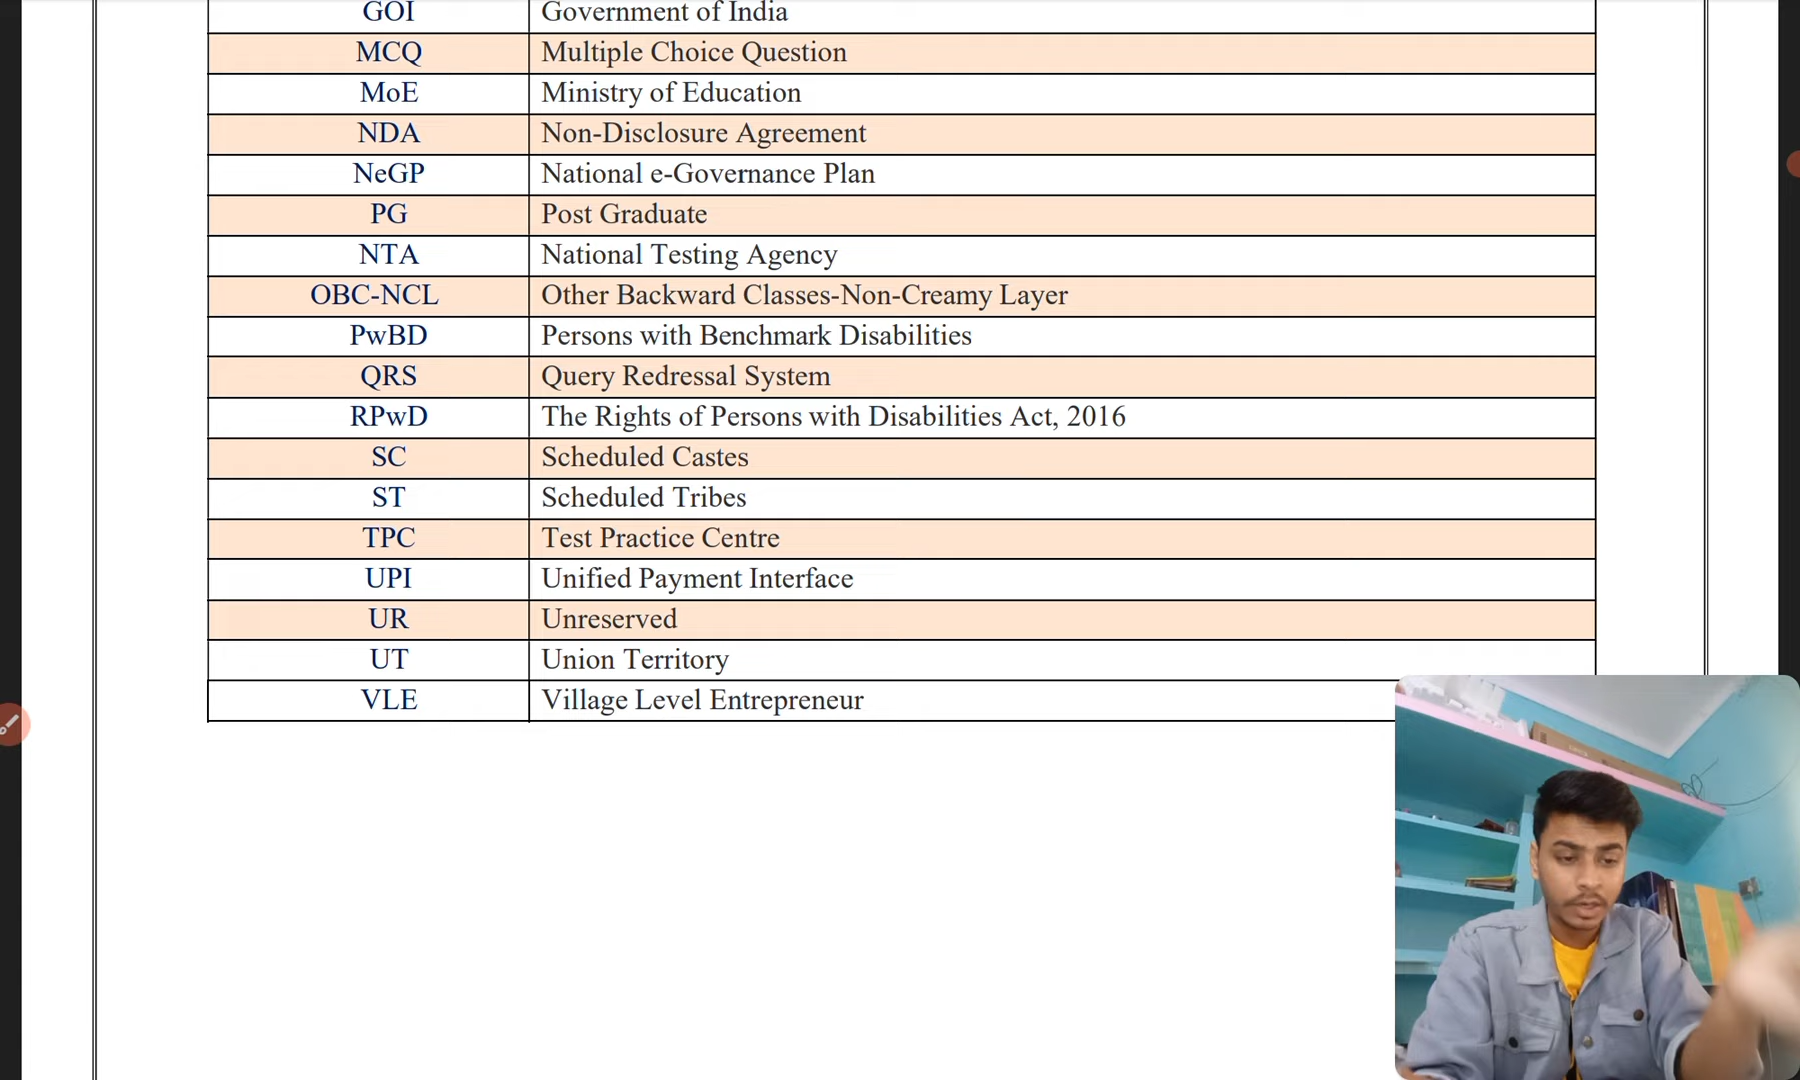 GOI Government of India
MCQ Multiple Choice Question
MoE Ministry of Education
NDA Non-Disclosure Agreement
NeGP National e-Governance Plan
PG Post Graduate
NTA National Testing Agency
OBC-NCL Other Backward Classes-Non-Creamy Layer
PwBD Persons with Benchmark Disabilities
QRS Query Redressal System
RPwD The Rights of Persons with Disabilities Act, 2016
SC Scheduled Castes
ST Scheduled Tribes
TPC Test Practice Centre
UPI Unified Payment Interface
UR Unreserved
UT Union Territory
VLE Village Level Entrepreneur